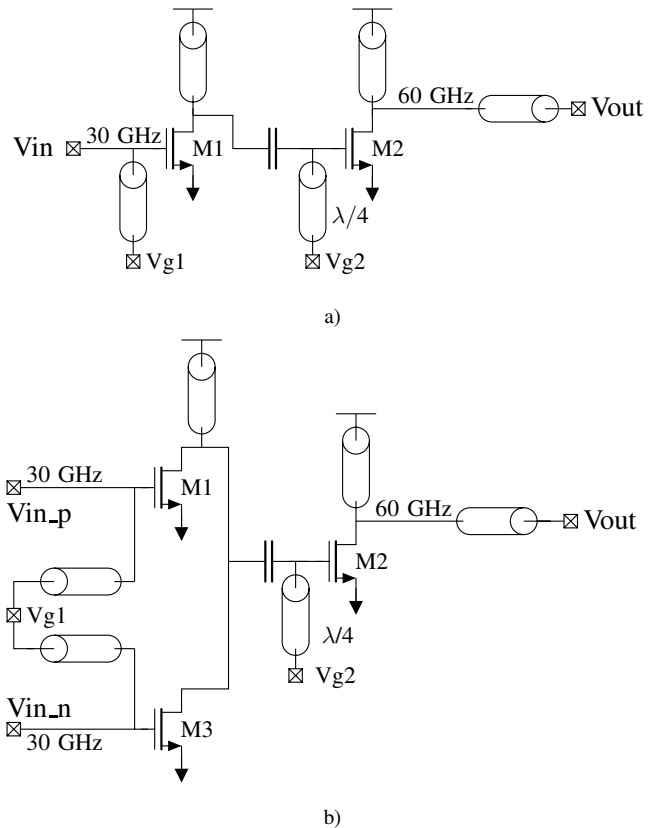 60 GHz
Vout
Vin
30 GHz
M1
M2
λ/4
Vg1
Vg2
a)
30 GHz
M1
Vin_p
60 GHz
Vout
M2
Vg1
λ/4
Vg2
Vin_n
30 GHz
M3
b)